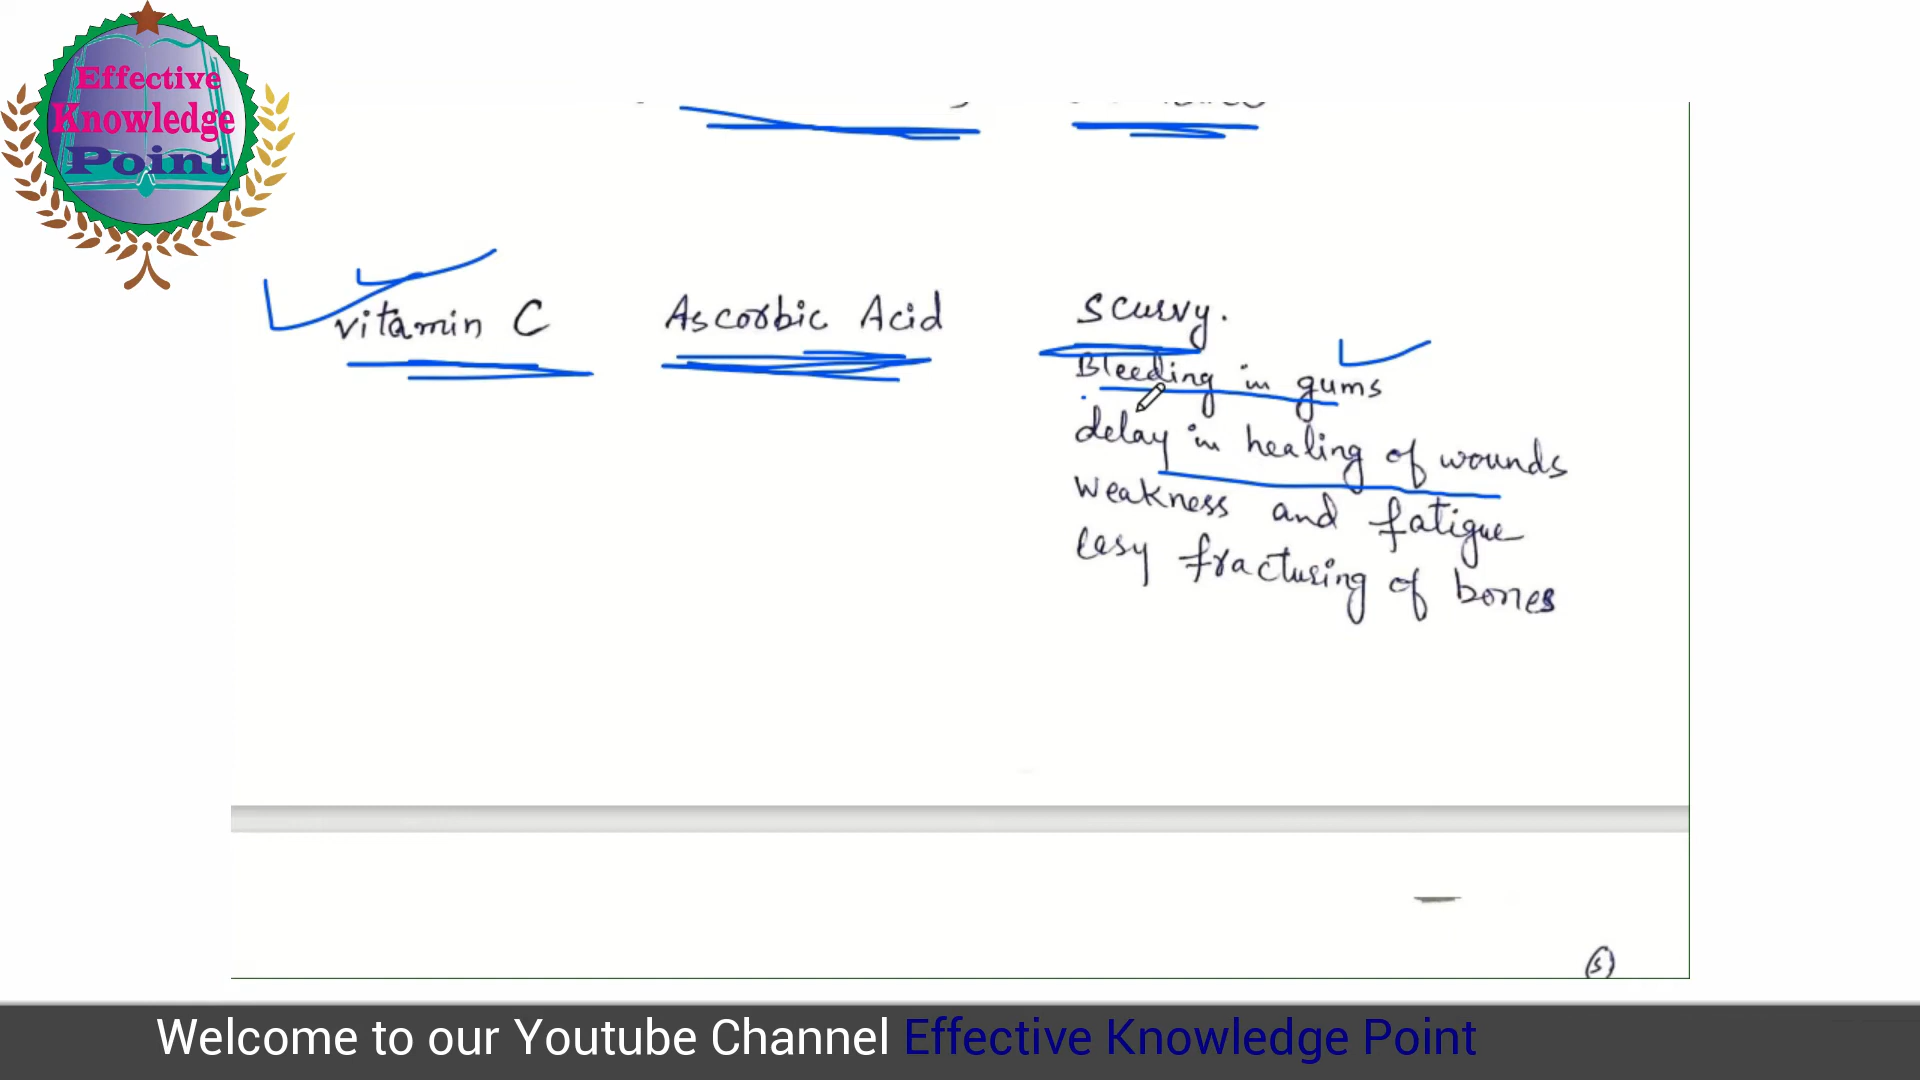 Effective
Knowledge
Point
vitamin C Ascorbic Acid Scurvy.
Bleeding in gums
delay in healing of wounds
Weakness and fatigue
easy fracturing of bones
(5)
Welcome to our Youtube Channel Effective Knowledge Point